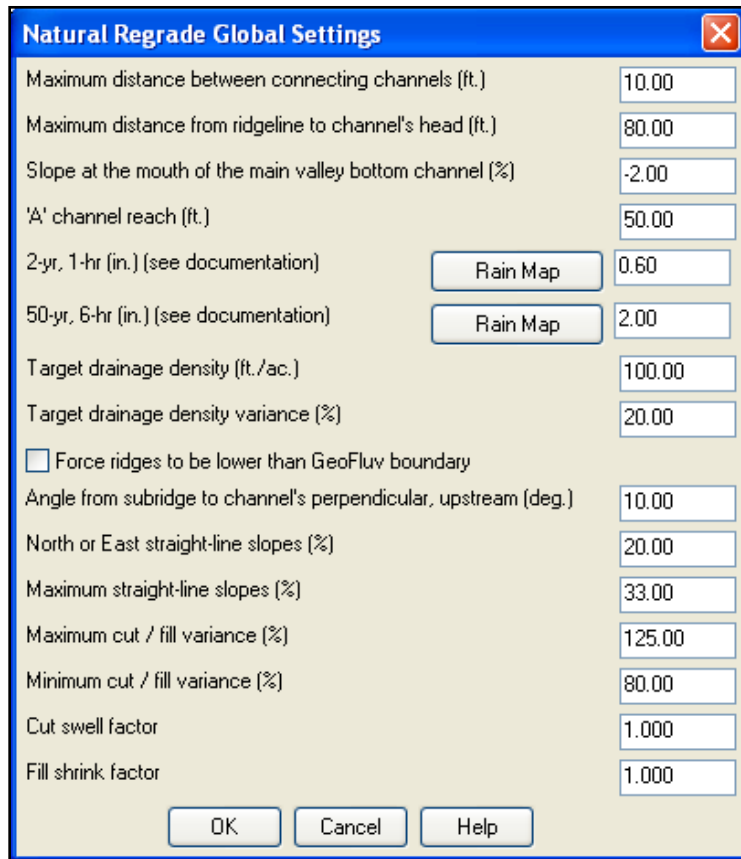 Natural Regrade Global Settings
Maximum distance between connecting channels (ft.) 10.00
Maximum distance from ridgeline to channel's head (ft.) 80.00
Slope at the mouth of the main valley bottom channel (%) -2.00
'A' channel reach (ft.) 50.00
2-yr, 1-hr (in.) (see documentation) Rain Map 0.60
50-yr, 6-hr (in.) (see documentation) Rain Map 2.00
Target drainage density (ft./ac.) 100.00
Target drainage density variance (%) 20.00
Force ridges to be lower than GeoFluv boundary
Angle from subridge to channel's perpendicular, upstream (deg.) 10.00
North or East straight-line slopes (%) 20.00
Maximum straight-line slopes (%) 33.00
Maximum cut / fill variance (%) 125.00
Minimum cut / fill variance (%) 80.00
Cut swell factor 1.000
Fill shrink factor 1.000
OK Cancel Help